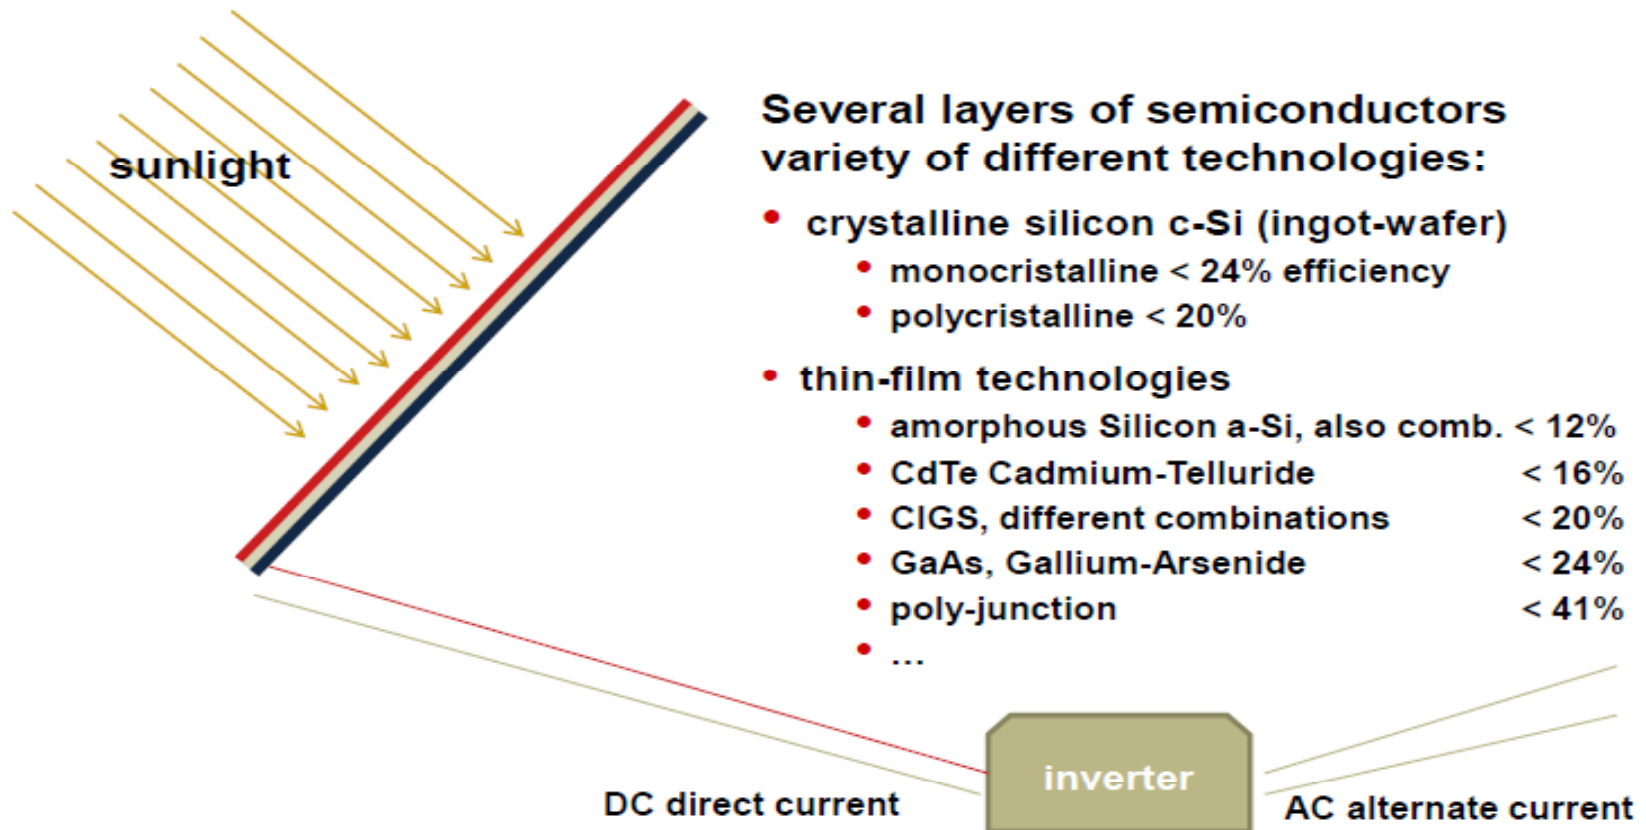 sunlight
Several layers of semiconductors
variety of different technologies:
• crystalline silicon c-Si (ingot-wafer)
• monocristalline < 24% efficiency
• polycristalline < 20%
• thin-film technologies
• amorphous Silicon a-Si, also comb. < 12%
• CdTe Cadmium-Telluride < 16%
• CIGS, different combinations < 20%
• GaAs, Gallium-Arsenide < 24%
• poly-junction < 41%
• ...
inverter
DC direct current
AC alternate current